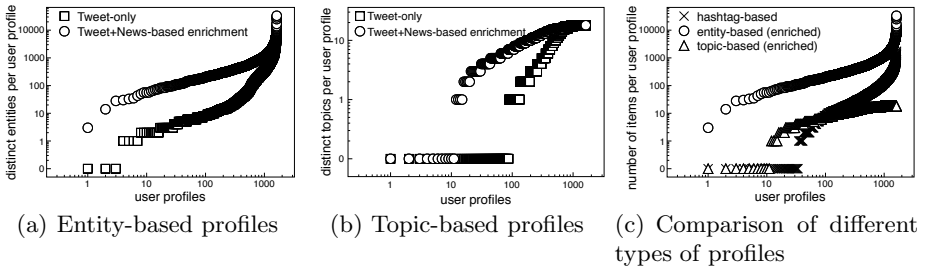 distinct entities per user profile
10000
1000
100
10
1
0
Tweet-only
Tweet+News-based enrichment
1
10
100
1000
user profiles
(a) Entity-based profiles
distinct topics per user profile
10
1
0
Tweet-only
Tweet+News-based enrichment
1
10
100
1000
user profiles
(b) Topic-based profiles
number of items per user profile
10000
1000
100
10
1
0
hashtag-based
entity-based (enriched)
topic-based (enriched)
1
10
100
1000
user profiles
(c) Comparison of different
types of profiles